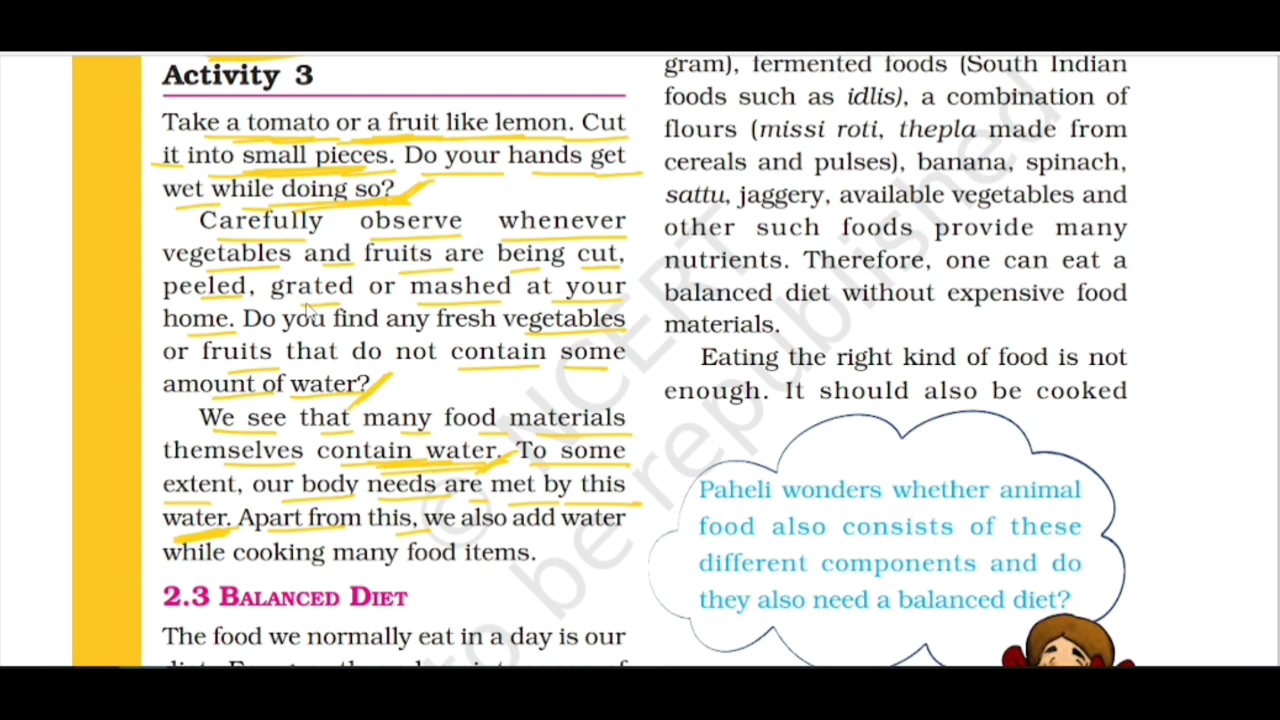 Activity 3
Take a tomato or a fruit like lemon. Cut
it into small pieces. Do your hands get
wet while doing so?
Carefully observe whenever
vegetables and fruits are being cut,
peeled, grated or mashed at your
home. Do you find any fresh vegetables
or fruits that do not contain some
amount of water?
We see that many food materials
themselves contain water. To some
extent, our body needs are met by this
water. Apart from this, we also add water
while cooking many food items.
2.3 BALANCED DIET
The food we normally eat in a day is our
gram), fermented foods (South Indian
foods such as idlis), a combination of
flours (missi roti, thepla made from
cereals and pulses), banana, spinach,
sattu, jaggery, available vegetables and
other such foods provide many
nutrients. Therefore, one can eat a
balanced diet without expensive food
materials.
Eating the right kind of food is not
enough. It should also be cooked
Paheli wonders whether animal
food also consists of these
different components and do
they also need a balanced diet?
© NCERT
to be republished